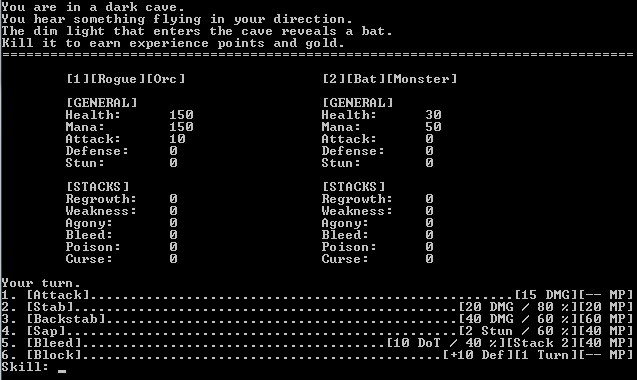 You are in a dark cave.
You hear something flying in your direction.
The dim light that enters the cave reveals a bat.
Kill it to earn experience points and gold.
===============================================================================
[1][Rogue][Orc] [2][Bat][Monster]
[GENERAL] [GENERAL]
Health: 150 Health: 30
Mana: 150 Mana: 50
Attack: 10 Attack: 0
Defense: 0 Defense: 0
Stun: 0 Stun: 0
[STACKS] [STACKS]
Regrowth: 0 Regrowth: 0
Weakness: 0 Weakness: 0
Agony: 0 Agony: 0
Bleed: 0 Bleed: 0
Poison: 0 Poison: 0
Curse: 0 Curse: 0
Your turn.
1. [Attack].....................................................[15 DMG][-- MP]
2. [Stab]................................................[20 DMG / 80 %][20 MP]
3. [Backstab]............................................[40 DMG / 60 %][60 MP]
4. [Sap].................................................[2 Stun / 60 %][40 MP]
5. [Bleed].....................................[10 DoT / 40 %][Stack 2][40 MP]
6. [Block]..............................................[+10 Def][1 Turn][-- MP]
Skill: _